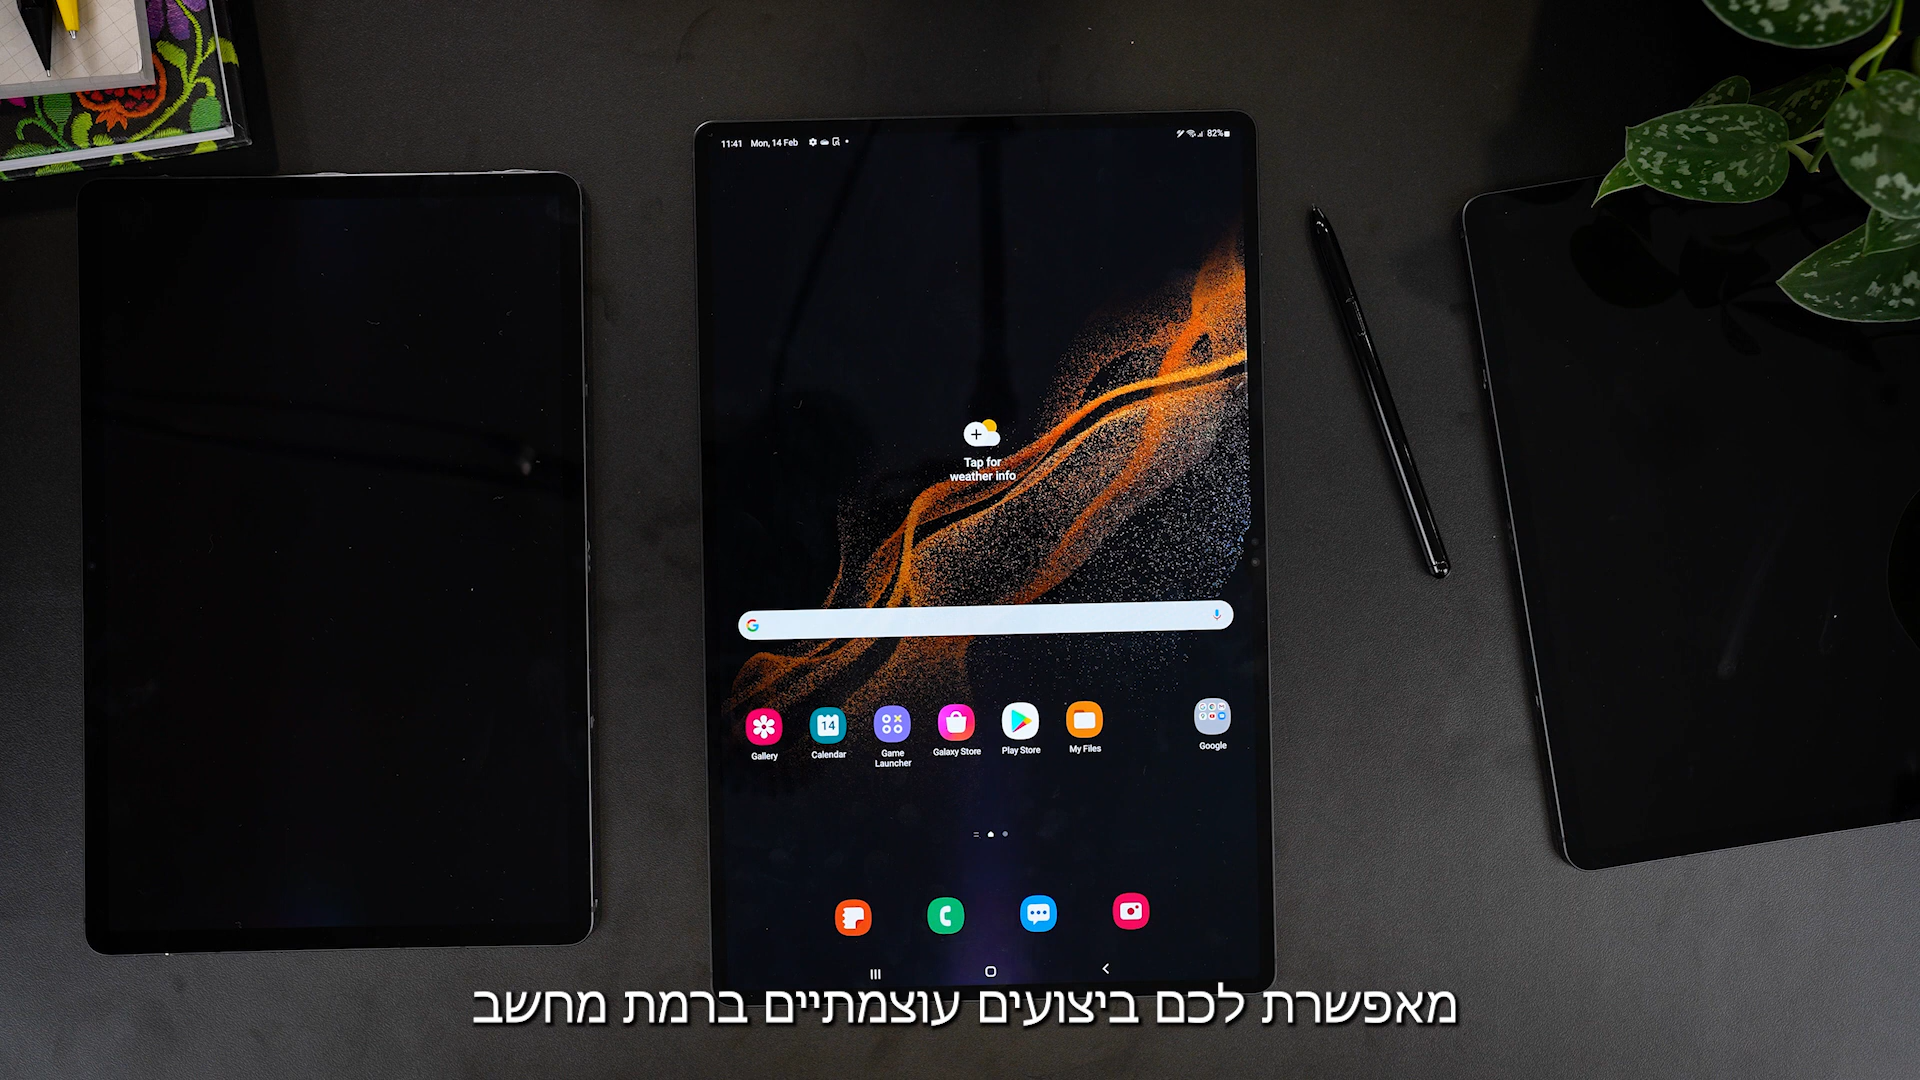 11:41 Mon, 14 Feb
82%
Tap for
weather info
G
14
Gallery
Calendar
Game
Launcher
Galaxy Store
Play Store
My Files
Google
מאפשרת לכם ביצועים עוצמתיים ברמת מחשב